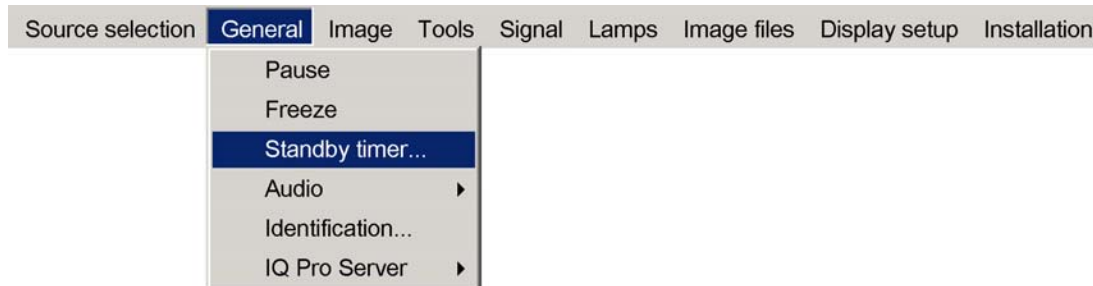 Source selection General Image Tools Signal Lamps Image files Display setup Installation
Pause
Freeze
Standby timer...
Audio
Identification...
IQ Pro Server